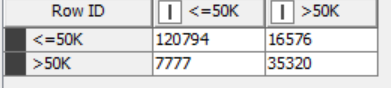 Row ID | <=50K | >50K
<=50K 120794 16576
>50K 7777 35320